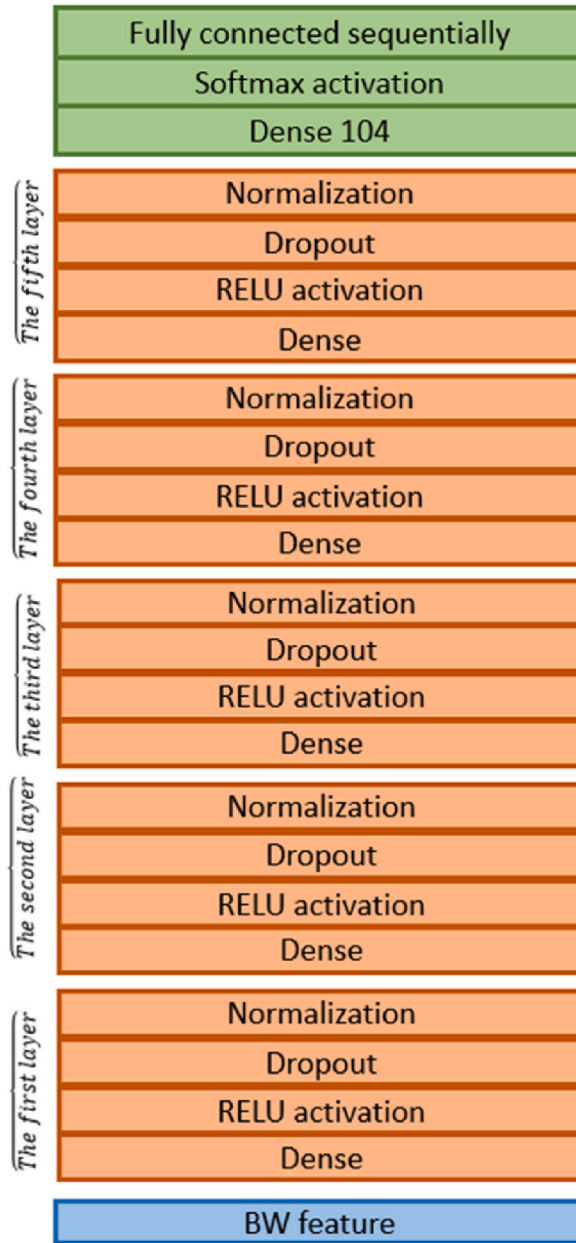 Fully connected sequentially
Softmax activation
Dense 104
The fifth layer
Normalization
Dropout
RELU activation
Dense
The fourth layer
Normalization
Dropout
RELU activation
Dense
The third layer
Normalization
Dropout
RELU activation
Dense
The second layer
Normalization
Dropout
RELU activation
Dense
The first layer
Normalization
Dropout
RELU activation
Dense
BW feature